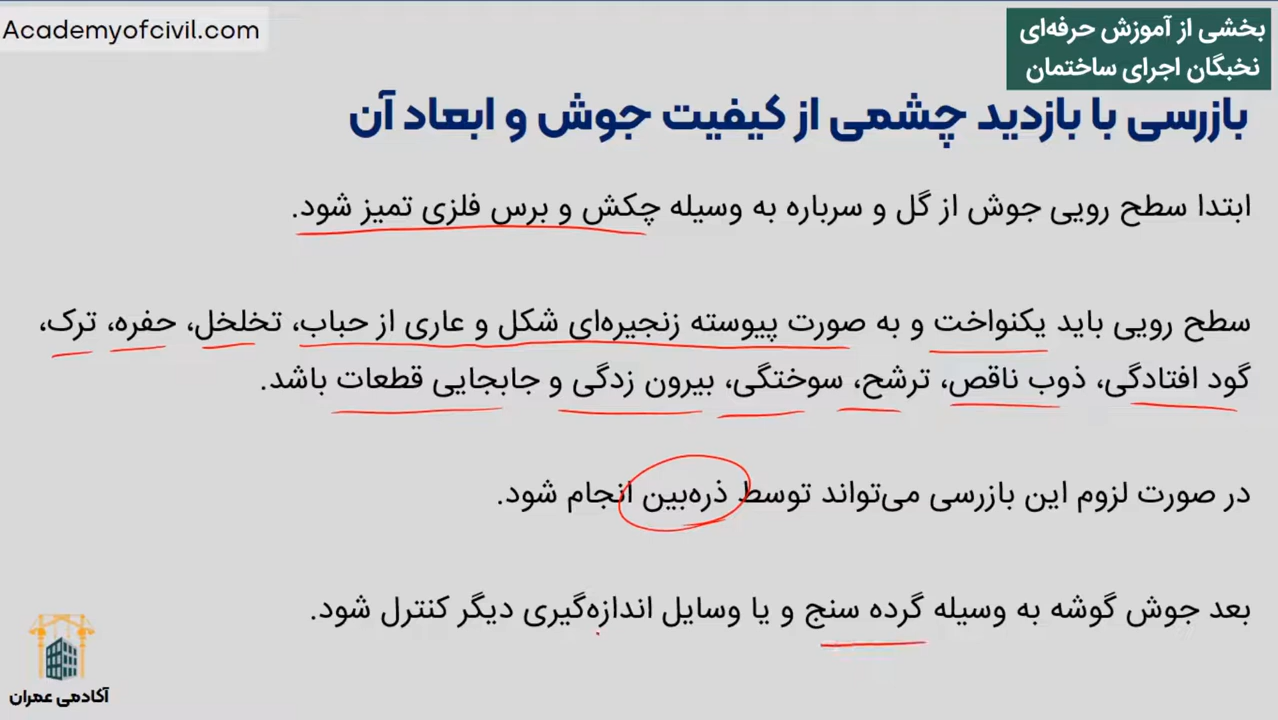 Academyofcivil.com
بخشی از آموزش حرفه‌ای
نخبگان اجرای ساختمان
بازرسی با بازدید چشمی از کیفیت جوش و ابعاد آن
ابتدا سطح رویی جوش از گل و سرباره به وسیله چکش و برس فلزی تمیز شود.
سطح رویی باید یکنواخت و به صورت پیوسته زنجیره‌ای شکل و عاری از حباب، تخلخل، حفره، ترک،
گود افتادگی، ذوب ناقص، ترشح، سوختگی، بیرون زدگی و جابجایی قطعات باشد.
در صورت لزوم این بازرسی می‌تواند توسط ذره‌بین انجام شود.
بعد جوش گوشه به وسیله گرده سنج و یا وسایل اندازه‌گیری دیگر کنترل شود.
آکادمی عمران